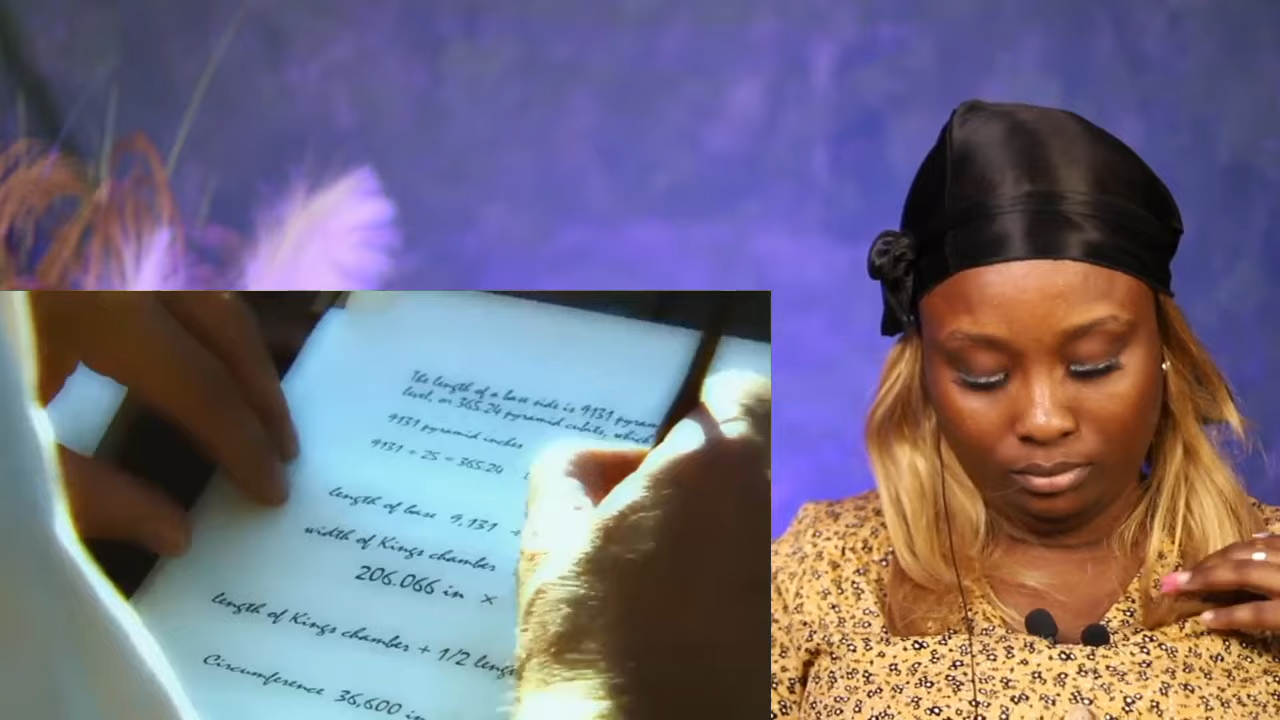 The length of a base side is 9131 pyram
level, or 365.24 pyramid cubits, which
9131 pyramid inches
9131 ÷ 25 = 365.24
length of base 9,131
width of Kings chamber
206.066 in ×
length of Kings chamber + 1/2 leng
Circumference 36,600 in